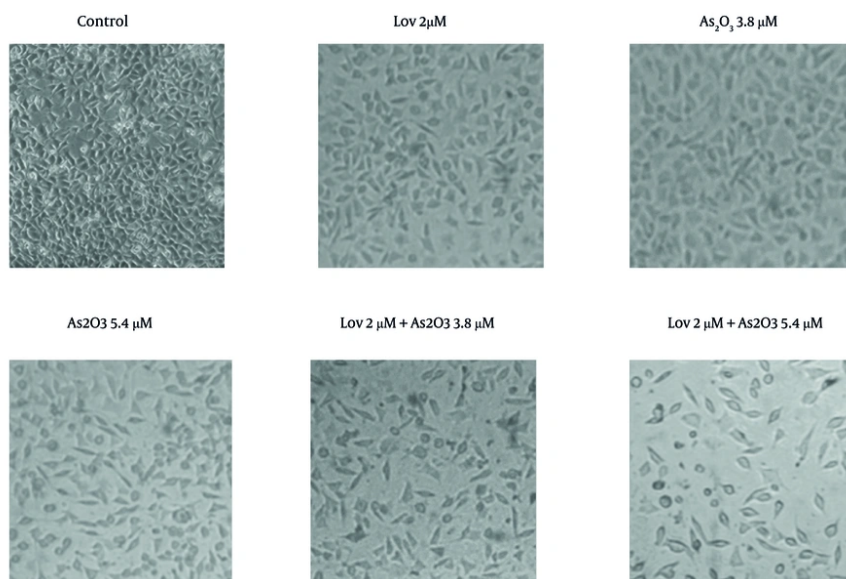 Control
Lov 2μM
As₂O₃ 3.8 μM
As2O3 5.4 μM
Lov 2 μM + As2O3 3.8 μM
Lov 2 μM + As2O3 5.4 μM